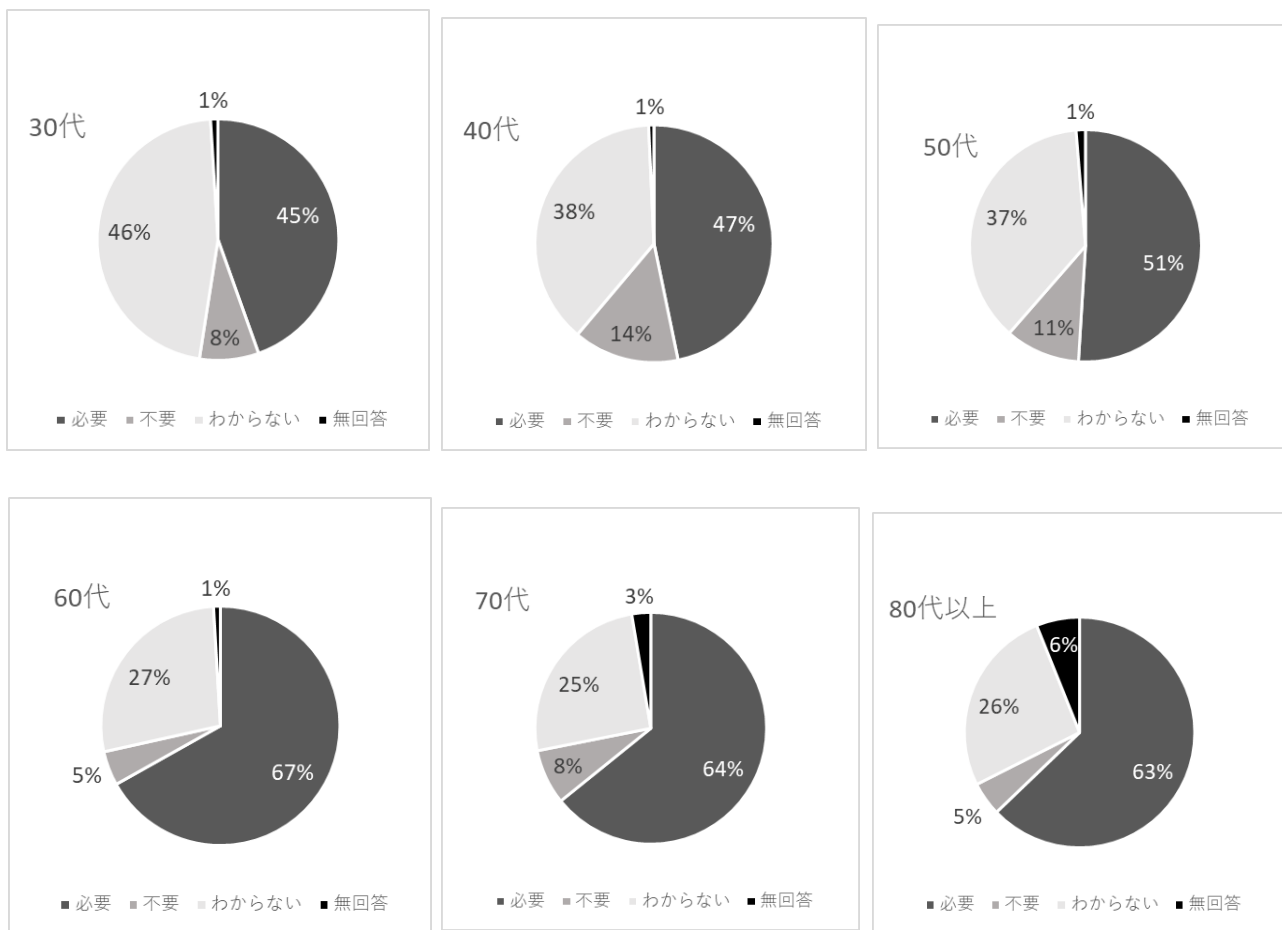 30代
1%
45%
8%
46%
■ 必要 ■ 不要 ■ わからない ■ 無回答
40代
1%
47%
14%
38%
■ 必要 ■ 不要 ■ わからない ■ 無回答
50代
1%
51%
11%
37%
■ 必要 ■ 不要 ■ わからない ■ 無回答
60代
1%
67%
5%
27%
■ 必要 ■ 不要 ■ わからない ■ 無回答
70代
3%
64%
8%
25%
■ 必要 ■ 不要 ■ わからない ■ 無回答
80代以上
6%
63%
5%
26%
■ 必要 ■ 不要 ■ わからない ■ 無回答